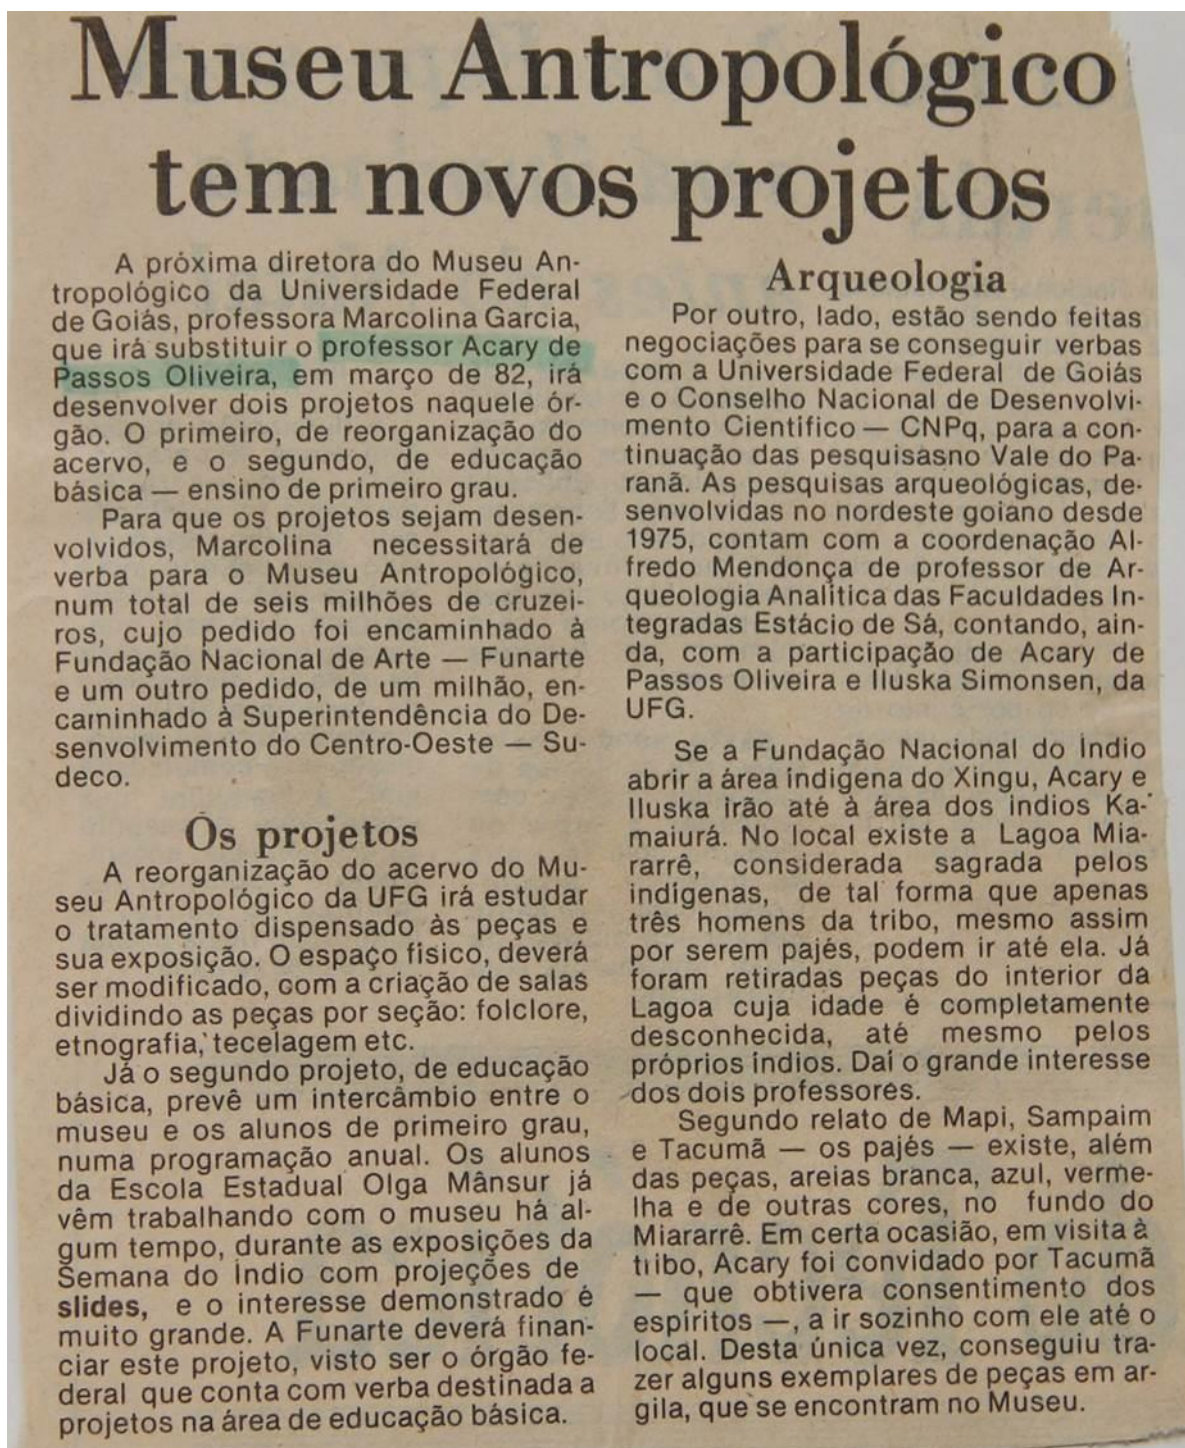 Museu Antropológico
tem novos projetos
A próxima diretora do Museu An-
tropológico da Universidade Federal
de Goiás, professora Marcolina Garcia,
que irá substituir o professor Acary de
Passos Oliveira, em março de 82, irá
desenvolver dois projetos naquele ór-
gão. O primeiro, de reorganização do
acervo, e o segundo, de educação
básica — ensino de primeiro grau.
Para que os projetos sejam desen-
volvidos, Marcolina necessitará de
verba para o Museu Antropológico,
num total de seis milhões de cruzei-
ros, cujo pedido foi encaminhado à
Fundação Nacional de Arte — Funarte
e um outro pedido, de um milhão, en-
caminhado à Superintendência do De-
senvolvimento do Centro-Oeste — Su-
deco.
Os projetos
A reorganização do acervo do Mu-
seu Antropológico da UFG irá estudar
o tratamento dispensado às peças e
sua exposição. O espaço físico, deverá
ser modificado, com a criação de salas
dividindo as peças por seção: folclore,
etnografia, tecelagem etc.
Já o segundo projeto, de educação
básica, prevê um intercâmbio entre o
museu e os alunos de primeiro grau,
numa programação anual. Os alunos
da Escola Estadual Olga Mânsur já
vêm trabalhando com o museu há al-
gum tempo, durante as exposições da
Semana do Índio com projeções de
slides, e o interesse demonstrado é
muito grande. A Funarte deverá finan-
ciar este projeto, visto ser o órgão fe-
deral que conta com verba destinada a
projetos na área de educação básica.
Arqueologia
Por outro, lado, estão sendo feitas
negociações para se conseguir verbas
com a Universidade Federal de Goiás
e o Conselho Nacional de Desenvolvi-
mento Científico — CNPq, para a con-
tinuação das pesquisasno Vale do Pa-
ranã. As pesquisas arqueológicas, de-
senvolvidas no nordeste goiano desde
1975, contam com a coordenação Al-
fredo Mendonça de professor de Ar-
queologia Analítica das Faculdades In-
tegradas Estácio de Sá, contando, ain-
da, com a participação de Acary de
Passos Oliveira e Iluska Simonsen, da
UFG.
Se a Fundação Nacional do Índio
abrir a área indígena do Xingu, Acary e
Iluska irão até à área dos índios Ka-
maiurá. No local existe a Lagoa Mia-
rarrê, considerada sagrada pelos
indígenas, de tal forma que apenas
três homens da tribo, mesmo assim
por serem pajés, podem ir até ela. Já
foram retiradas peças do interior da
Lagoa cuja idade é completamente
desconhecida, até mesmo pelos
próprios índios. Daí o grande interesse
dos dois professores.
Segundo relato de Mapi, Sampaim
e Tacumã — os pajés — existe, além
das peças, areias branca, azul, verme-
lha e de outras cores, no fundo do
Miararrê. Em certa ocasião, em visita à
tribo, Acary foi convidado por Tacumã
— que obtivera consentimento dos
espíritos —, a ir sozinho com ele até o
local. Desta única vez, conseguiu tra-
zer alguns exemplares de peças em ar-
gila, que se encontram no Museu.